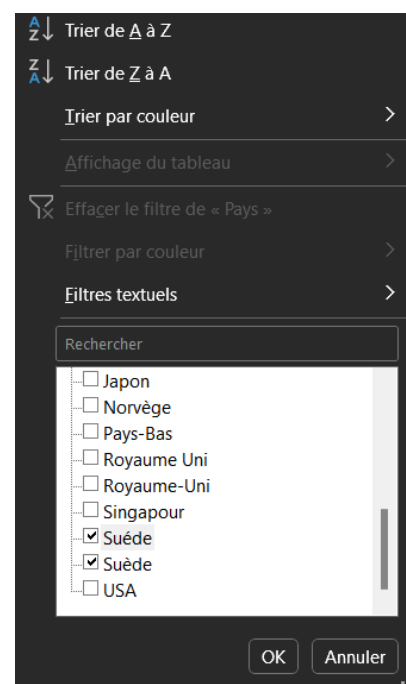 Trier de A à Z
Trier de Z à A
Trier par couleur
Affichage du tableau
Effacer le filtre de « Pays »
Filtrer par couleur
Filtres textuels
Rechercher
Japon
Norvège
Pays-Bas
Royaume Uni
Royaume-Uni
Singapour
Suéde
Suède
USA
OK Annuler